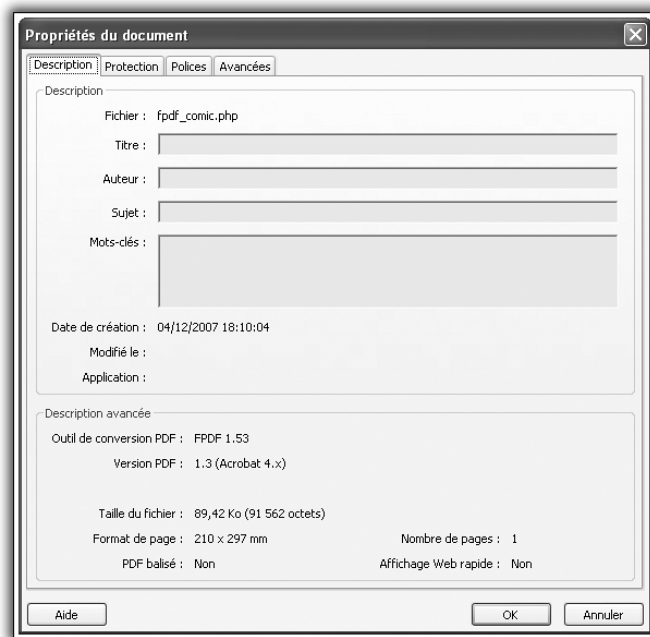 Propriétés du document
Description Protection Polices Avancées
Description
Fichier : fpdf_comic.php
Titre :
Auteur :
Sujet :
Mots-clés :
Date de création : 04/12/2007 18:10:04
Modifié le :
Application :
Description avancée
Outil de conversion PDF : FPDF 1.53
Version PDF : 1.3 (Acrobat 4.x)
Taille du fichier : 89,42 Ko (91 562 octets)
Format de page : 210 x 297 mm Nombre de pages : 1
PDF balisé : Non Affichage Web rapide : Non
Aide OK Annuler